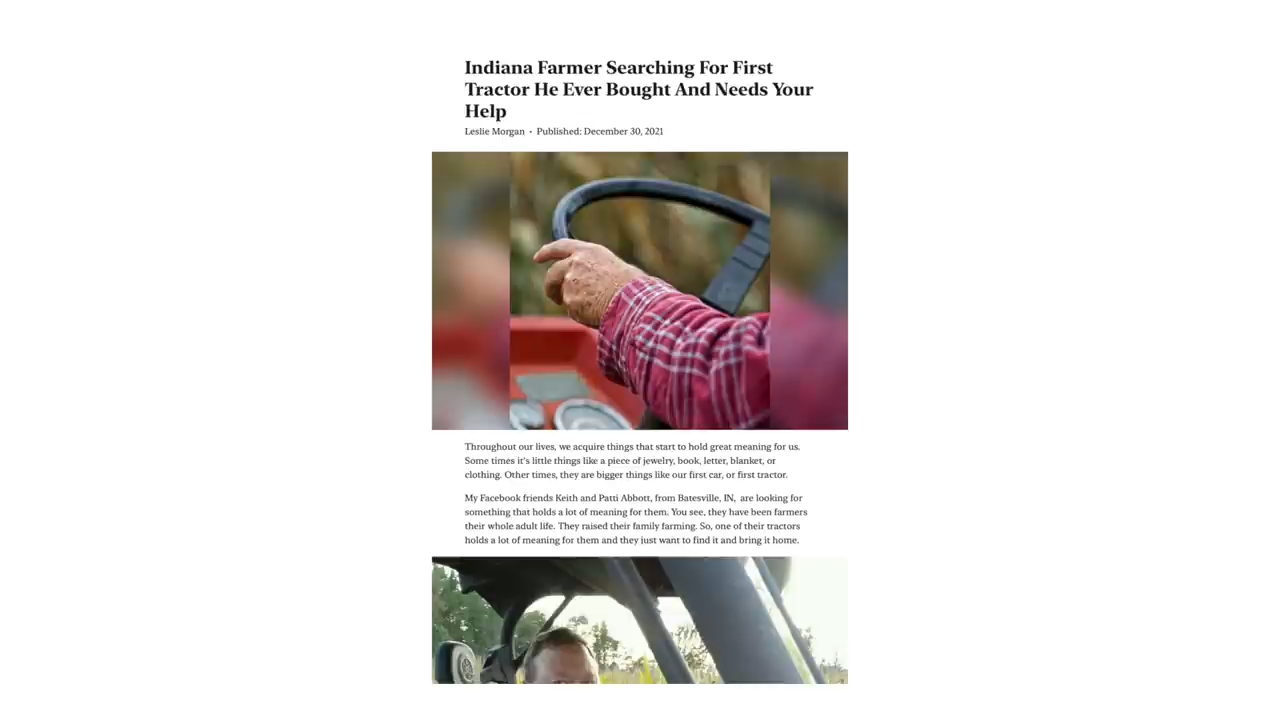 Indiana Farmer Searching For First
Tractor He Ever Bought And Needs Your
Help
Leslie Morgan • Published: December 30, 2021
Throughout our lives, we acquire things that start to hold great meaning for us.
Some times it's little things like a piece of jewelry, book, letter, blanket, or
clothing. Other times, they are bigger things like our first car, or first tractor.
My Facebook friends Keith and Patti Abbott, from Batesville, IN, are looking for
something that holds a lot of meaning for them. You see, they have been farmers
their whole adult life. They raised their family farming. So, one of their tractors
holds a lot of meaning for them and they just want to find it and bring it home.